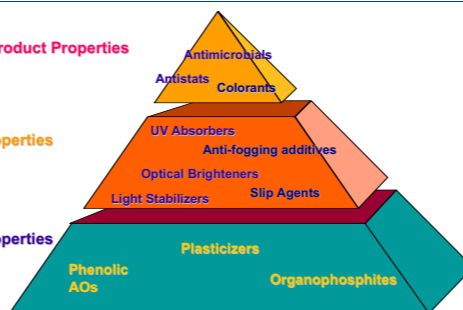 roduct Properties
Antimicrobials
Antistats
Colorants
operties
UV Absorbers
Anti-fogging additives
Optical Brighteners
Light Stabilizers
Slip Agents
operties
Plasticizers
Phenolic
AOs
Organophosphites